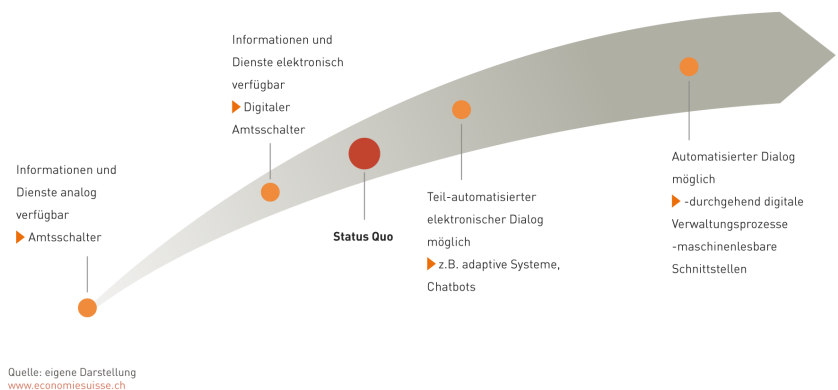 Informationen und
Dienste analog
verfügbar
Amtsschalter
Informationen und
Dienste elektronisch
verfügbar
Digitaler
Amtsschalter
Status Quo
Teil-automatisierter
elektronischer Dialog
möglich
z.B. adaptive Systeme,
Chatbots
Automatisierter Dialog
möglich
-durchgehend digitale
Verwaltungsprozesse
-maschinenlesbare
Schnittstellen
Quelle: eigene Darstellung
www.economiesuisse.ch